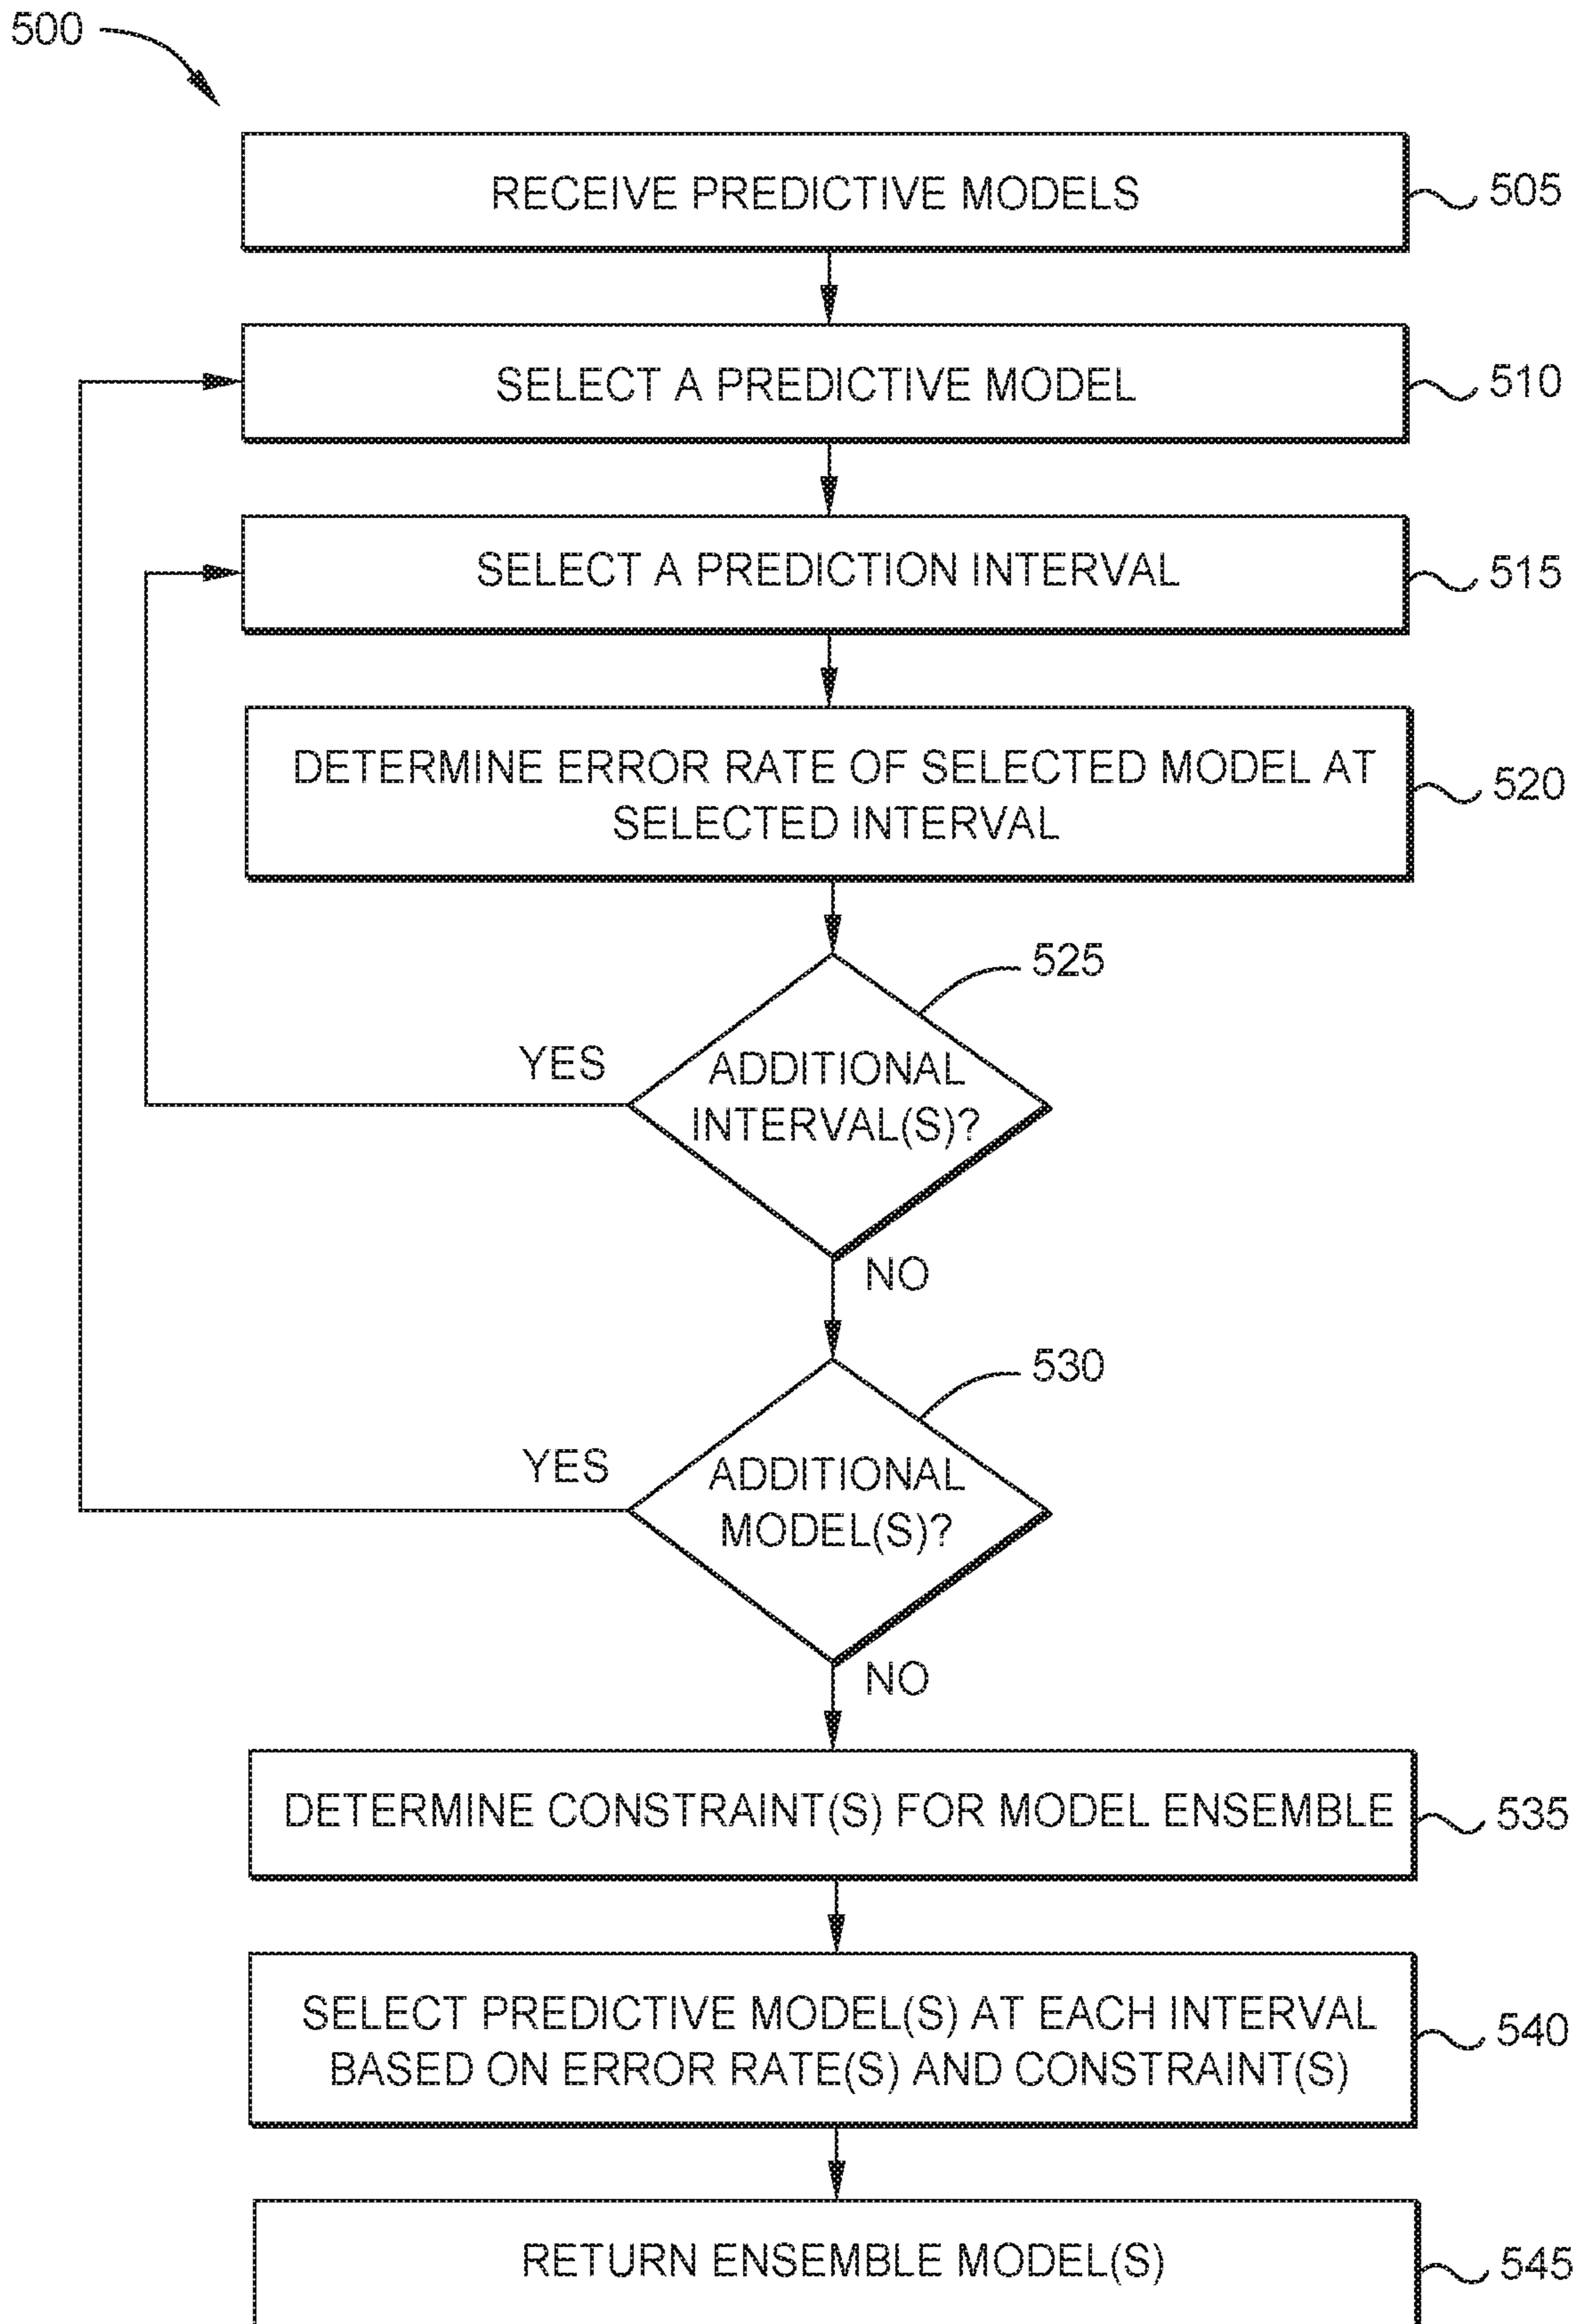 500
RECEIVE PREDICTIVE MODELS
505
SELECT A PREDICTIVE MODEL
510
SELECT A PREDICTION INTERVAL
515
DETERMINE ERROR RATE OF SELECTED MODEL AT
SELECTED INTERVAL
520
525
YES
ADDITIONAL
INTERVAL(S)?
NO
530
YES
ADDITIONAL
MODEL(S)?
NO
DETERMINE CONSTRAINT(S) FOR MODEL ENSEMBLE
535
SELECT PREDICTIVE MODEL(S) AT EACH INTERVAL
BASED ON ERROR RATE(S) AND CONSTRAINT(S)
540
RETURN ENSEMBLE MODEL(S)
545